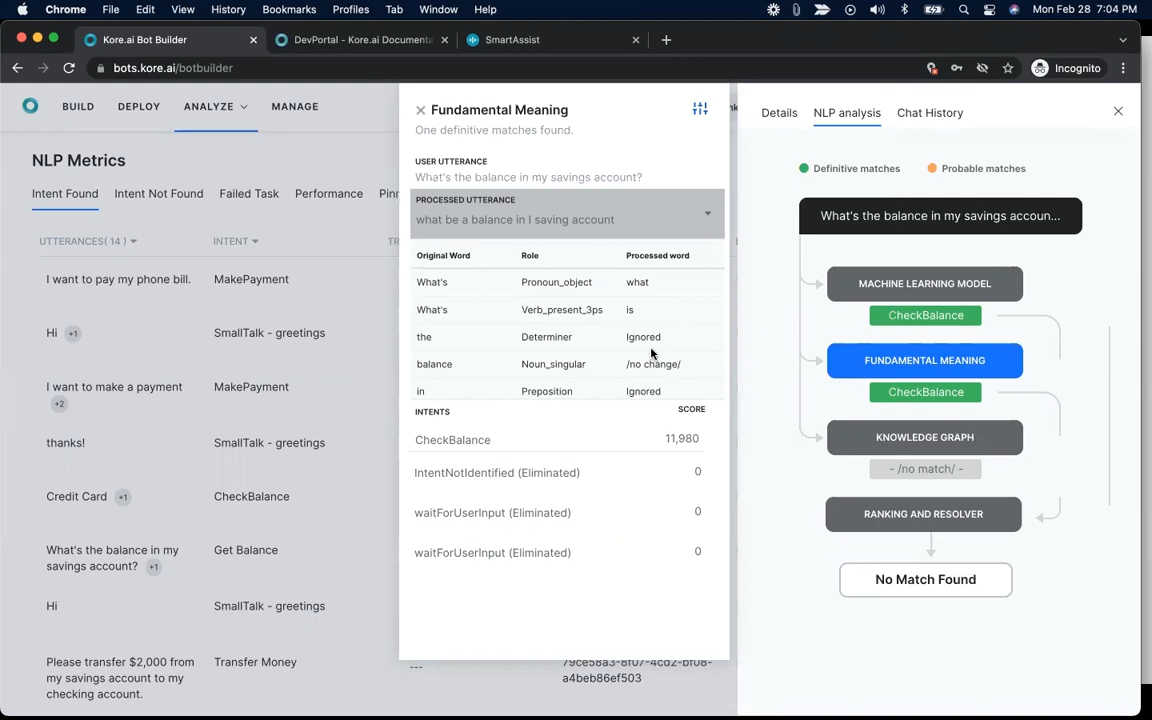 Chrome File Edit View History Bookmarks Profiles Tab Window Help Mon Feb 28 7:04 PM
Kore.ai Bot Builder
DevPortal - Kore.ai Documenta
SmartAssist
bots.kore.ai/botbuilder
Incognito
BUILD DEPLOY ANALYZE MANAGE
NLP Metrics
Intent Found Intent Not Found Failed Task Performance Pin
UTTERANCES( 14 ) INTENT
I want to pay my phone bill. MakePayment
Hi +1 SmallTalk - greetings
I want to make a payment MakePayment
+2
thanks! SmallTalk - greetings
Credit Card +1 CheckBalance
What's the balance in my Get Balance
savings account? +1
Hi SmallTalk - greetings
Please transfer $2,000 from Transfer Money
my savings account to my
checking account.
---
79ce58a3-8f07-4cd2-bf08-
a4beb86ef503
Fundamental Meaning
One definitive matches found.
USER UTTERANCE
What's the balance in my savings account?
PROCESSED UTTERANCE
what be a balance in I saving account
Original Word Role Processed word
What's Pronoun_object what
What's Verb_present_3ps is
the Determiner Ignored
balance Noun_singular /no change/
in Preposition Ignored
INTENTS SCORE
CheckBalance 11,980
IntentNotIdentified (Eliminated) 0
waitForUserInput (Eliminated) 0
waitForUserInput (Eliminated) 0
Details NLP analysis Chat History
Definitive matches Probable matches
What's the balance in my savings accoun...
MACHINE LEARNING MODEL
CheckBalance
FUNDAMENTAL MEANING
CheckBalance
KNOWLEDGE GRAPH
- /no match/ -
RANKING AND RESOLVER
No Match Found